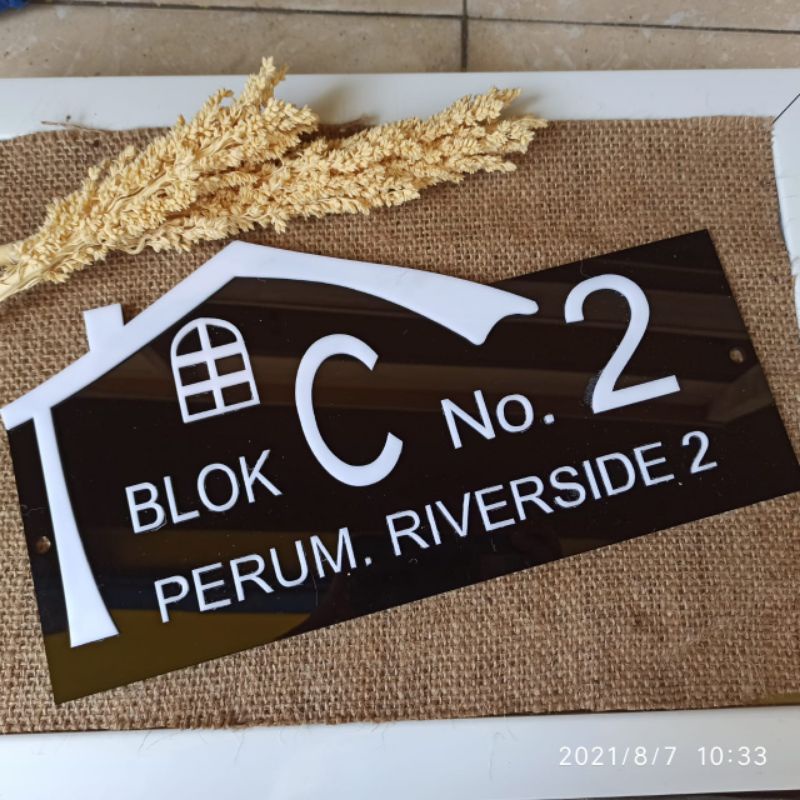 BLOK C No. 2
PERUM. RIVERSIDE 2
2021/8/7 10:33